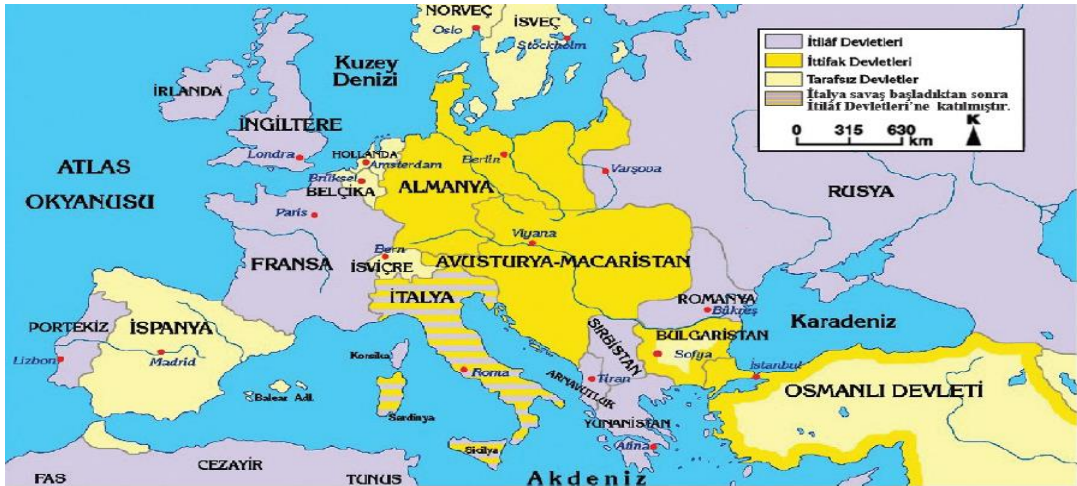 NORVEÇ
Oslo
İSVEÇ
Stockholm
Kuzey
Denizi
İRLANDA
İNGİLTERE
Londra
HOLLANDA
Amsterdam
Brüksel
BELÇİKA
ALMANYA
Berlin
Varşova
RUSYA
ATLAS
OKYANUSU
Paris
FRANSA
Bern
İSVİÇRE
Viyana
AVUSTURYA-MACARİSTAN
İTALYA
ROMANYA
Bükreş
Karadeniz
SIRBİSTAN
BULGARİSTAN
Sofya
İstanbul
OSMANLI DEVLETİ
PORTEKİZ
Lizbon
İSPANYA
Madrid
Balear Adl.
Korsika
Roma
Sardinya
Sicilya
ARNAVUTLUK
Tiran
YUNANİSTAN
Atina
FAS
CEZAYİR
TUNUS
Akdeniz
İtilâf Devletleri
İttifak Devletleri
Tarafsız Devletler
İtalya savaş başladıktan sonra
İtilâf Devletleri'ne katılmıştır.
0 315 630
km
K